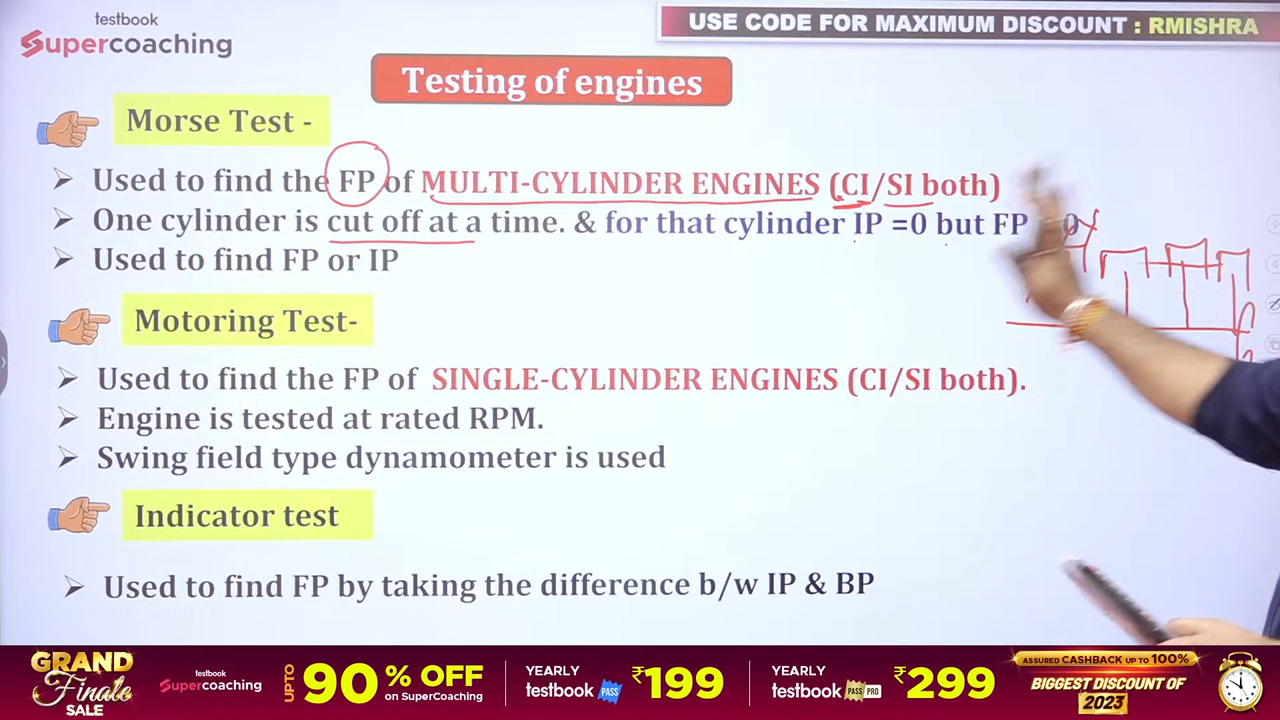 testbook
Supercoaching
USE CODE FOR MAXIMUM DISCOUNT : RMISHRA
Testing of engines
Morse Test -
Used to find the FP of MULTI-CYLINDER ENGINES (CI/SI both)
One cylinder is cut off at a time. & for that cylinder IP =0 but FP
Used to find FP or IP
Motoring Test-
Used to find the FP of SINGLE-CYLINDER ENGINES (CI/SI both).
Engine is tested at rated RPM.
Swing field type dynamometer is used
Indicator test
Used to find FP by taking the difference b/w IP & BP
GRAND
Finale
SALE
testbook
Supercoaching
UPTO 90% OFF
on SuperCoaching
YEARLY
testbook PASS
₹199
YEARLY
testbook PASS PRO
₹299
ASSURED CASHBACK UP TO 100%
BIGGEST DISCOUNT OF
2023